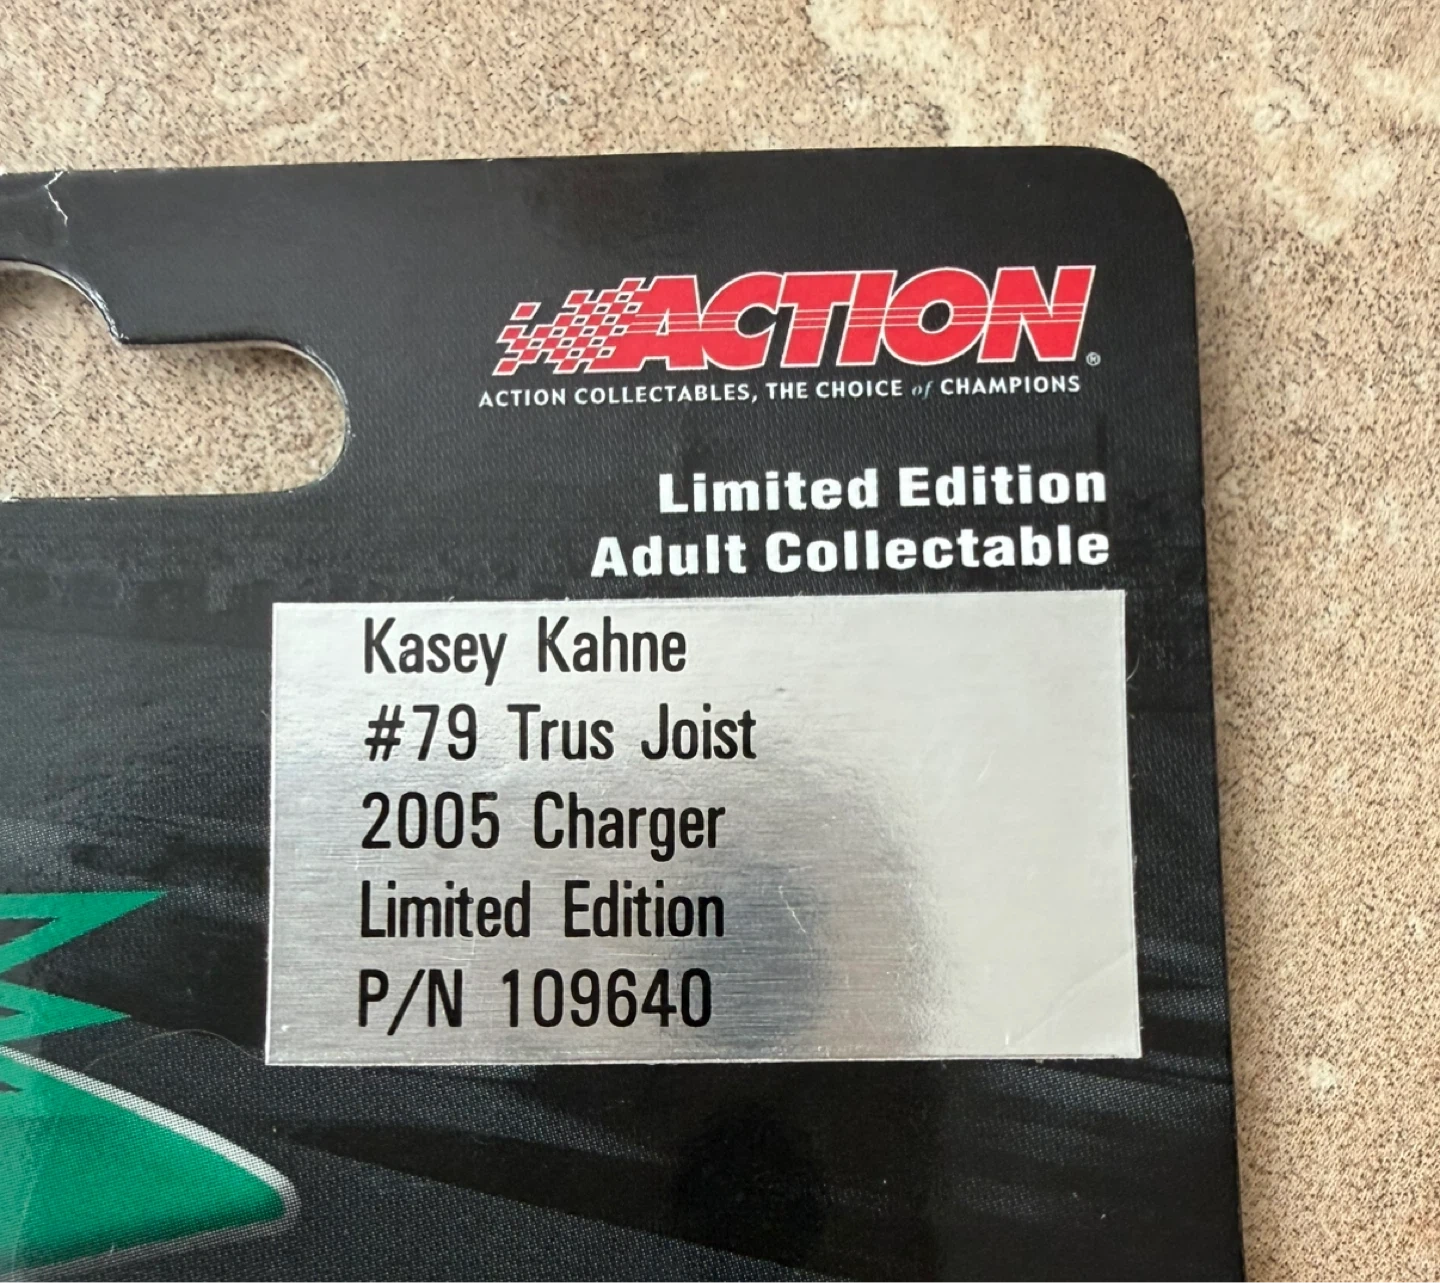 ACTION®
ACTION COLLECTABLES, THE CHOICE of CHAMPIONS
Limited Edition
Adult Collectable
Kasey Kahne
#79 Trus Joist
2005 Charger
Limited Edition
P/N 109640